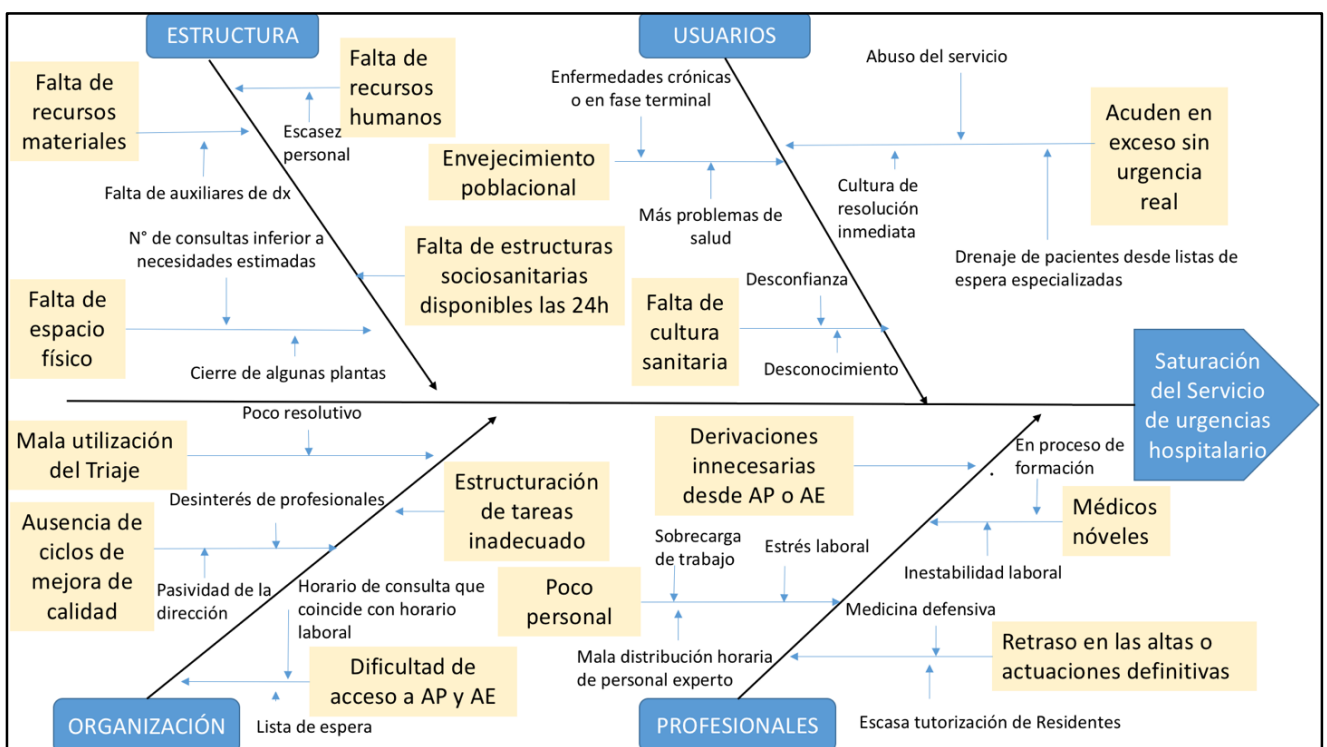 ESTRUCTURA
Falta de
recursos
materiales
Falta de
recursos
humanos
Escasez
personal
Falta de auxiliares de dx
N° de consultas inferior a
necesidades estimadas
Falta de estructuras
sociosanitarias
disponibles las 24h
Falta de
espacio
físico
Cierre de algunas plantas
USUARIOS
Enfermedades crónicas
o en fase terminal
Abuso del servicio
Envejecimiento
poblacional
Más problemas de
salud
Acuden en
exceso sin
urgencia
real
Cultura de
resolución
inmediata
Drenaje de pacientes desde listas de
espera especializadas
Desconfianza
Falta de
cultura
sanitaria
Desconocimiento
Saturación
del Servicio
de urgencias
hospitalario
Poco resolutivo
Mala utilización
del Triaje
Desinterés de profesionales
Estructuración
de tareas
inadecuado
Ausencia de
ciclos de
mejora de
calidad
Pasividad de la
dirección
Horario de consulta que
coincide con horario
laboral
Dificultad de
acceso a AP y AE
Lista de espera
ORGANIZACIÓN
Derivaciones
innecesarias
desde AP o AE
En proceso de
formación
Médicos
nóveles
Inestabilidad laboral
Sobrecarga
de trabajo
Estrés laboral
Poco
personal
Mala distribución horaria
de personal experto
Medicina defensiva
Retraso en las altas o
actuaciones definitivas
Escasa tutorización de Residentes
PROFESIONALES